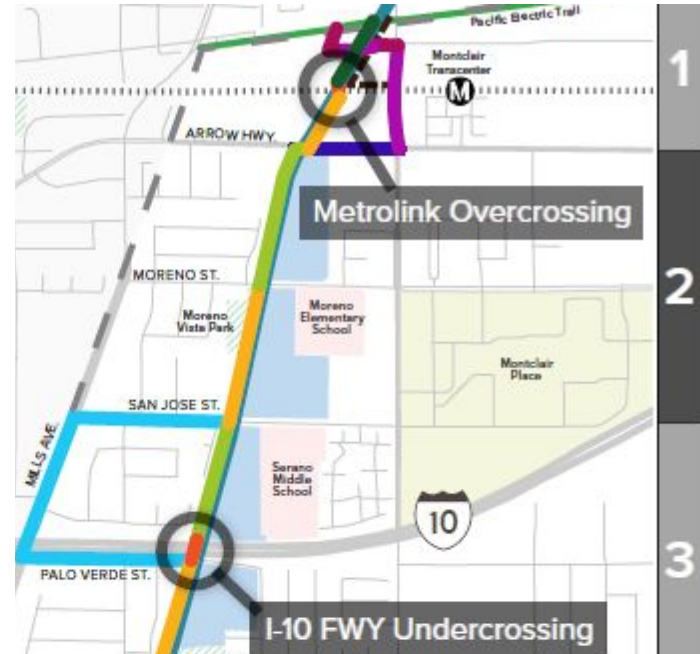 Pacific Electric Trail
1
Montclair
Transcenter
M
ARROW HWY.
Metrolink Overcrossing
2
MORENO ST.
Moreno
Vista Park
Moreno
Elementary
School
Montclair
Place
SAN JOSE ST.
MILLS AVE.
Serano
Middle
School
10
3
PALO VERDE ST.
I-10 FWY Undercrossing